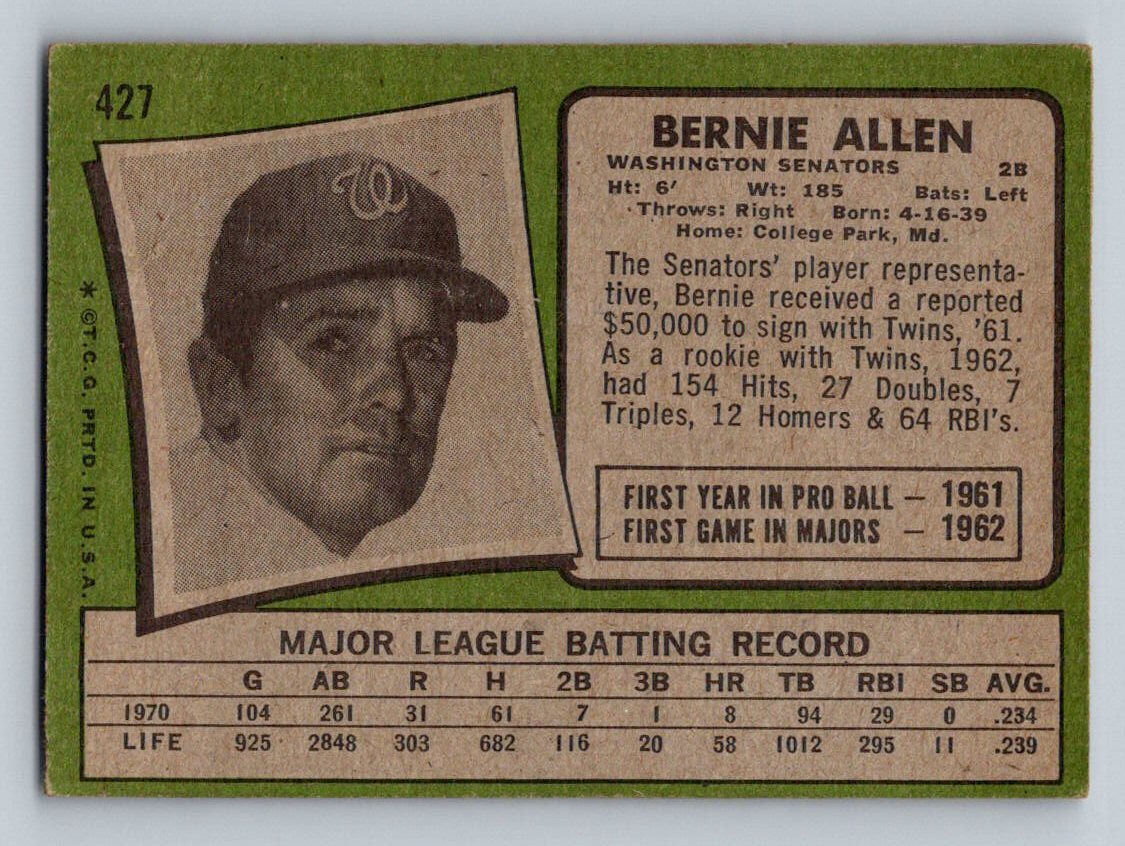 427
W
BERNIE ALLEN
WASHINGTON SENATORS 2B
Ht: 6' Wt: 185 Bats: Left
Throws: Right Born: 4-16-39
Home: College Park, Md.
The Senators' player representa-
tive, Bernie received a reported
$50,000 to sign with Twins, '61.
As a rookie with Twins, 1962,
had 154 Hits, 27 Doubles, 7
Triples, 12 Homers & 64 RBI's.
FIRST YEAR IN PRO BALL — 1961
FIRST GAME IN MAJORS — 1962
* ©T.C.G. PRTD. IN U.S.A.
MAJOR LEAGUE BATTING RECORD
G AB R H 2B 3B HR TB RBI SB AVG.
1970 104 261 31 61 7 1 8 94 29 0 .234
LIFE 925 2848 303 682 116 20 58 1012 295 11 .239